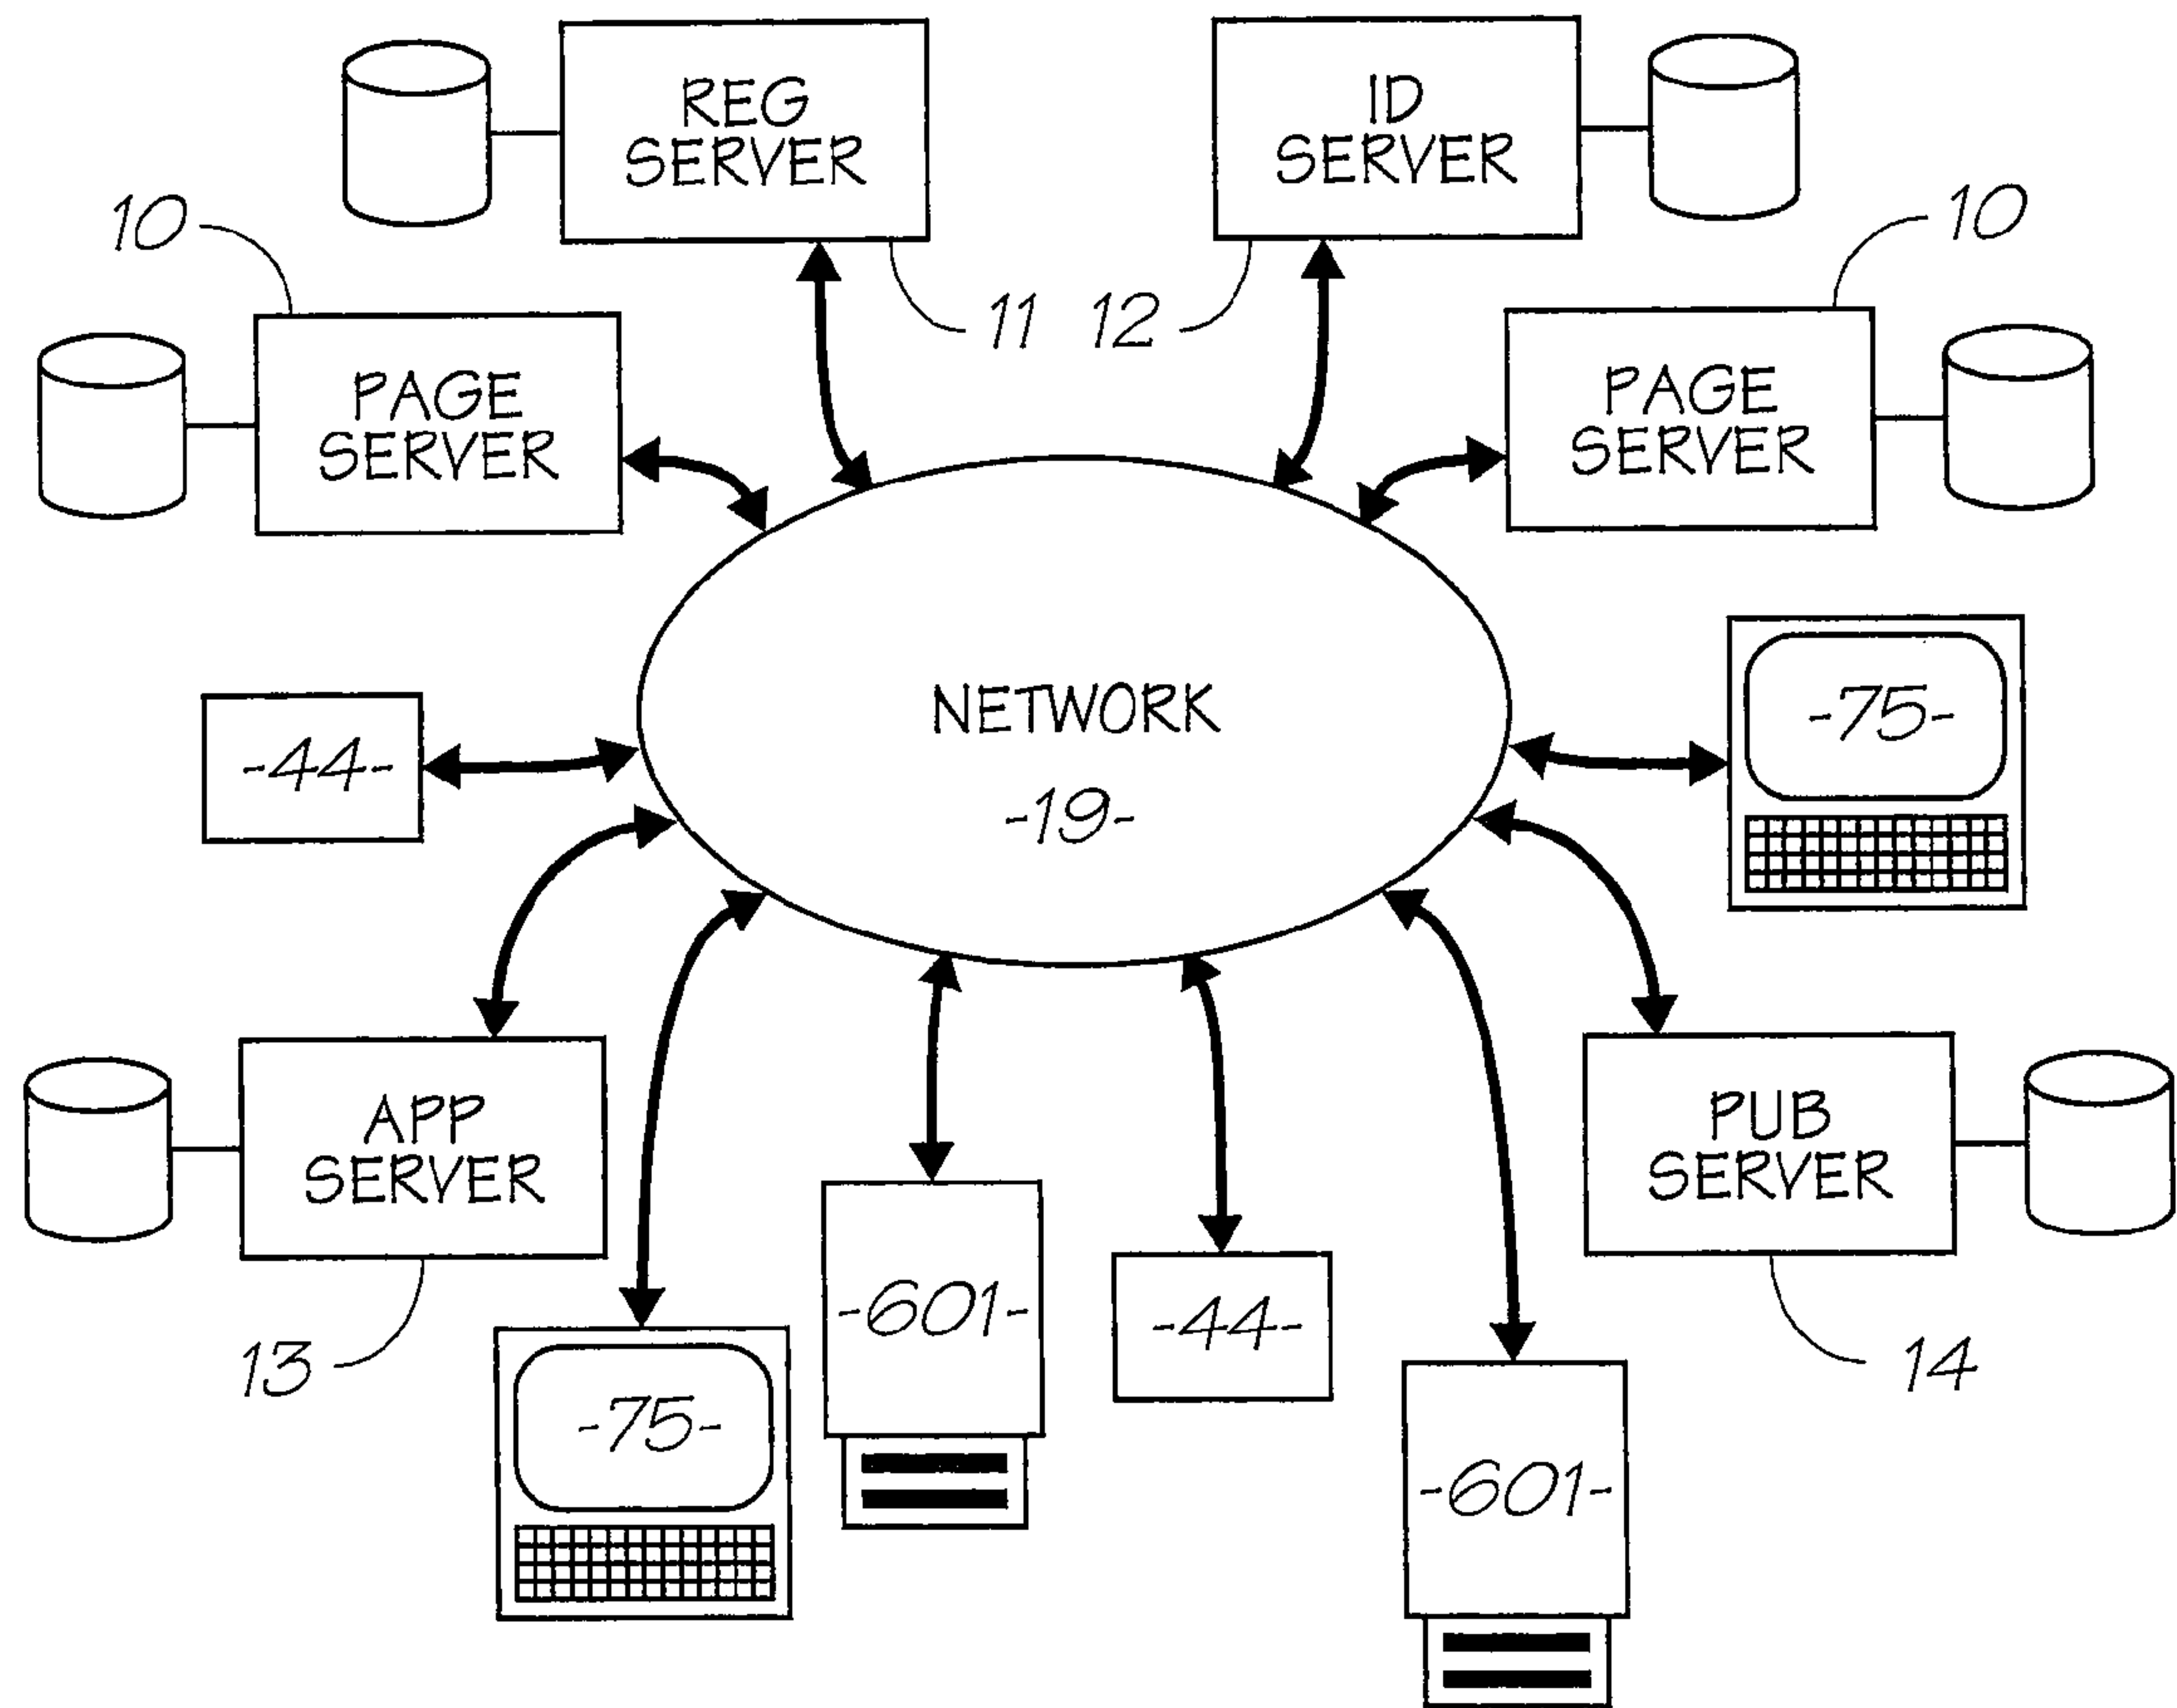 REG
SERVER
ID
SERVER
10
10
11
12
PAGE
SERVER
PAGE
SERVER
NETWORK
-19-
-75-
-44-
APP
SERVER
PUB
SERVER
-601-
-44-
13
14
-75-
-601-